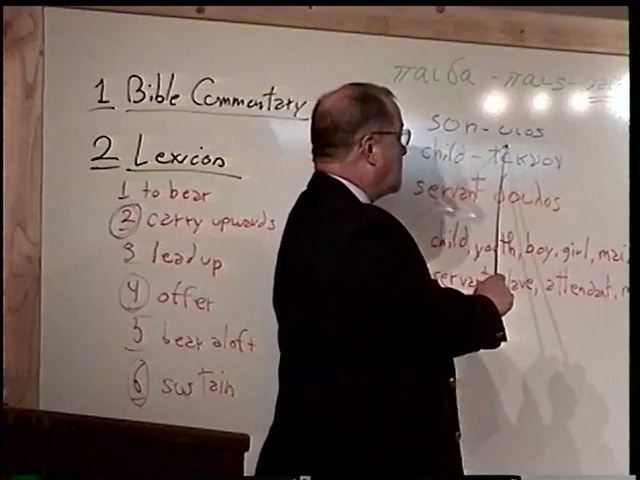 1 Bible Commentary
2 Lexicon
1 to bear
2 carry upwards
3 lead up
4 offer
5 bear aloft
6 sustain
παιδα - παις -
son - υιος
child - τεκνον
servant δουλος
child, youth, boy, girl,
servant, slave, attendant,